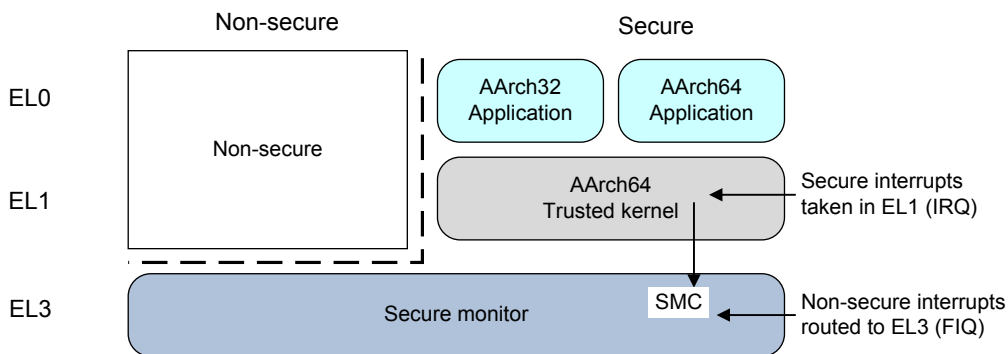 Non-secure
Secure
EL0
AArch32
Application
AArch64
Application
Non-secure
EL1
AArch64
Trusted kernel
Secure interrupts
taken in EL1 (IRQ)
EL3
Secure monitor
SMC
Non-secure interrupts
routed to EL3 (FIQ)